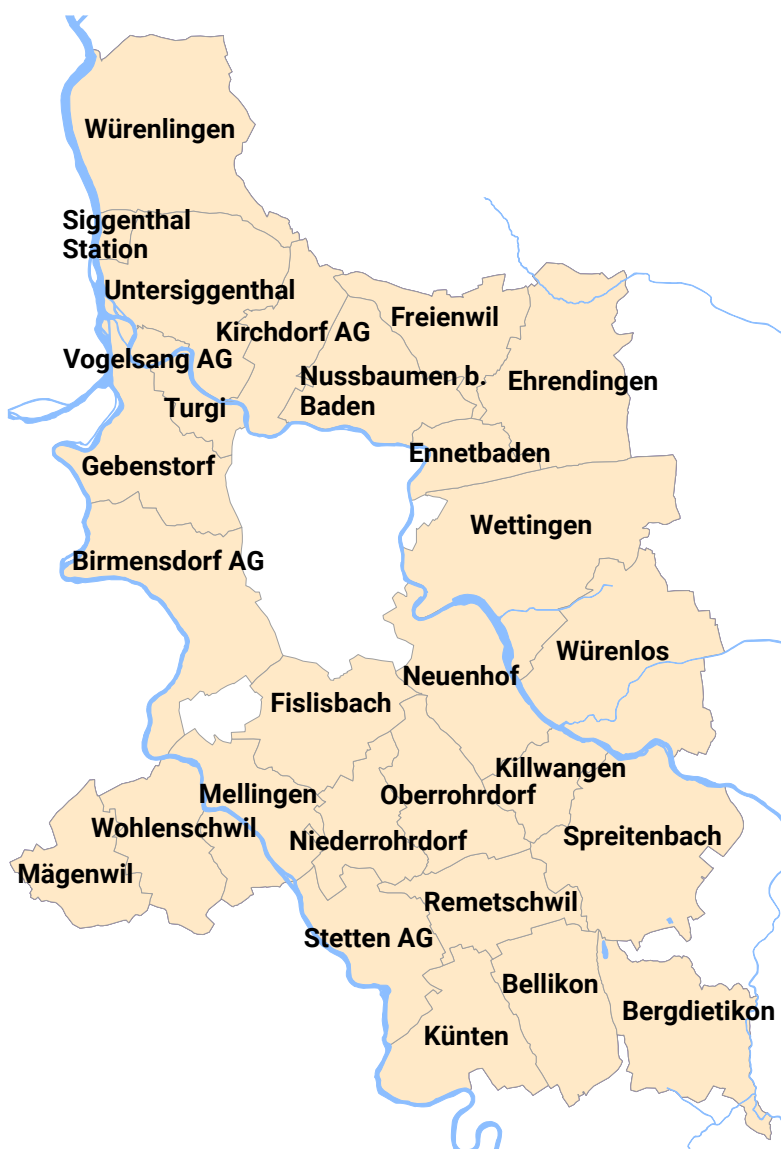 Würenlingen
Siggenthal
Station
Untersiggenthal
Freienwil
Kirchdorf AG
Vogelsang AG
Nussbaumen b.
Baden
Ehrendingen
Turgi
Ennetbaden
Gebenstorf
Wettingen
Birmensdorf AG
Würenlos
Neuenhof
Fislisbach
Killwangen
Mellingen
Oberrohrdorf
Wohlenschwil
Spreitenbach
Niederrohrdorf
Mägenwil
Remetschwil
Stetten AG
Bellikon
Bergdietikon
Künten